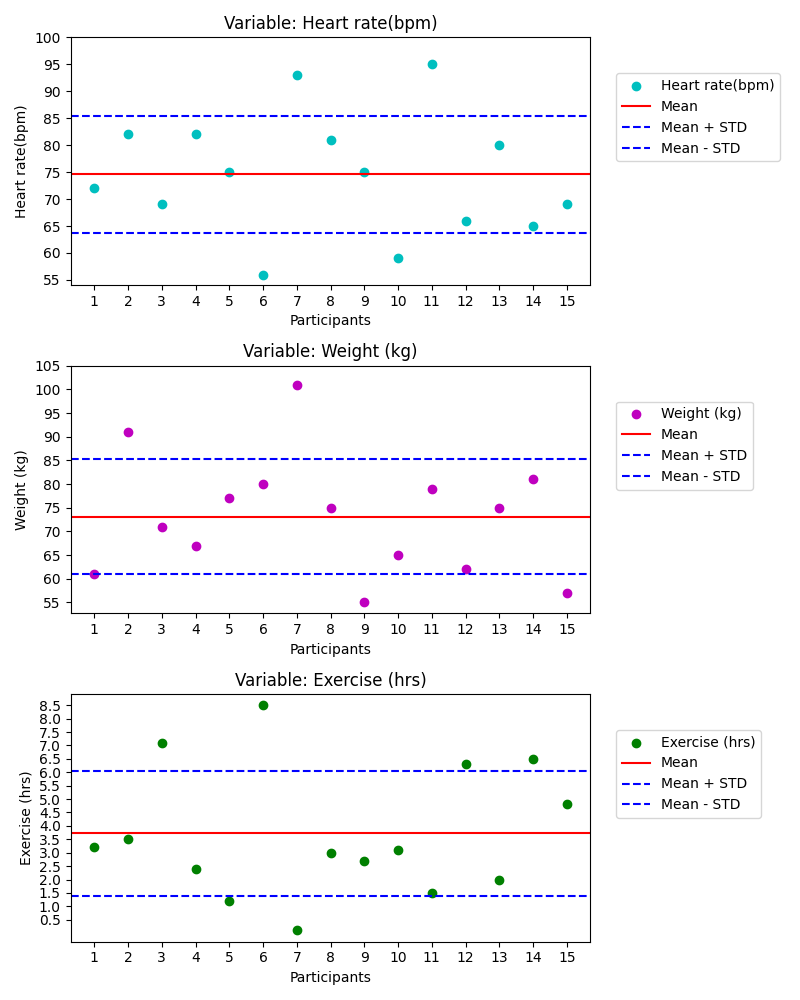 Variable: Heart rate(bpm)
100
95
90
85
80
75
70
65
60
55
Heart rate(bpm)
1 2 3 4 5 6 7 8 9 10 11 12 13 14 15
Participants
Heart rate(bpm)
Mean
Mean + STD
Mean - STD
Variable: Weight (kg)
105
100
95
90
85
80
75
70
65
60
55
Weight (kg)
1 2 3 4 5 6 7 8 9 10 11 12 13 14 15
Participants
Weight (kg)
Mean
Mean + STD
Mean - STD
Variable: Exercise (hrs)
8.5
8.0
7.5
7.0
6.5
6.0
5.5
5.0
4.5
4.0
3.5
3.0
2.5
2.0
1.5
1.0
0.5
Exercise (hrs)
1 2 3 4 5 6 7 8 9 10 11 12 13 14 15
Participants
Exercise (hrs)
Mean
Mean + STD
Mean - STD